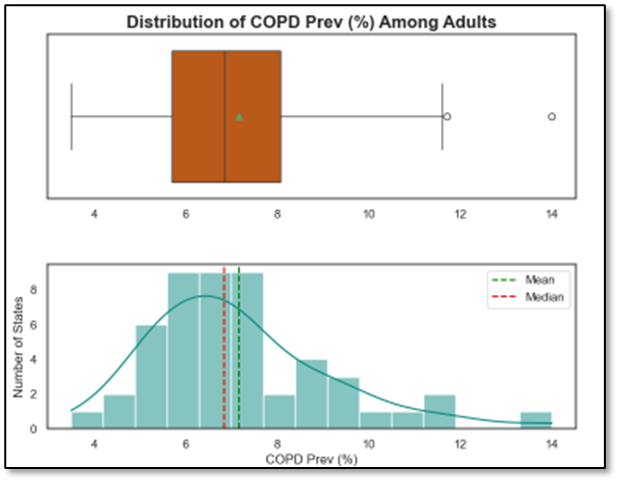 Distribution of COPD Prev (%) Among Adults
4 6 8 10 12 14
Number of States
8
6
4
2
0
Mean
Median
4 6 8 10 12 14
COPD Prev (%)